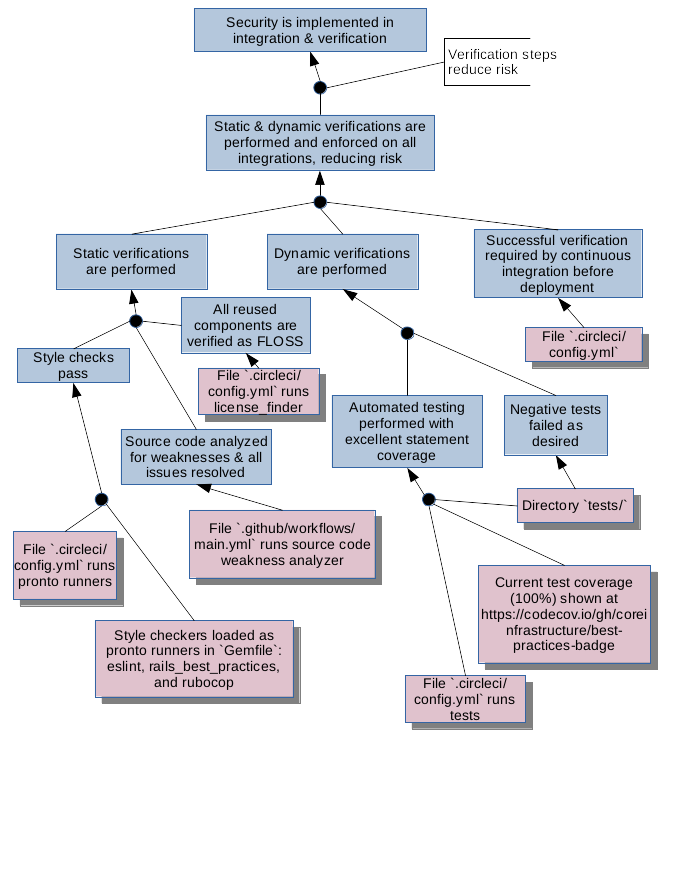 Security is implemented in
integration & verification
Verification steps
reduce risk
Static & dynamic verifications are
performed and enforced on all
integrations, reducing risk
Static verifications
are performed
Dynamic verifications
are performed
Successful verification
required by continuous
integration before
deployment
All reused
components are
verified as FLOSS
File `.circleci/
config.yml`
Style checks
pass
File `.circleci/
config.yml` runs
license_finder
Automated testing
performed with
excellent statement
coverage
Negative tests
failed as
desired
Source code analyzed
for weaknesses & all
issues resolved
Directory `tests/`
File `.github/workflows/
main.yml` runs source code
weakness analyzer
File `.circleci/
config.yml` runs
pronto runners
Current test coverage
(100%) shown at
https://codecov.io/gh/corei
nfrastructure/best-
practices-badge
Style checkers loaded as
pronto runners in `Gemfile`:
eslint, rails_best_practices,
and rubocop
File `.circleci/
config.yml` runs
tests